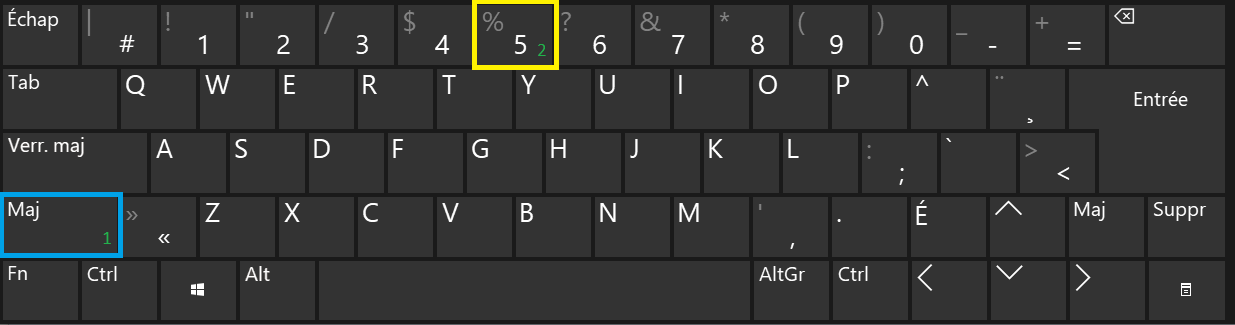 Échap | # ! 1 " 2 / 3 $ 4 % 5 2 ? 6 & 7 * 8 ( 9 ) 0 _ - + =
Tab Q W E R T Y U I O P ^ ¨ ¸ Entrée
Verr. maj A S D F G H J K L : ; ` > <
Maj 1 » « Z X C V B N M ' , . É Maj Suppr
Fn Ctrl Alt AltGr Ctrl